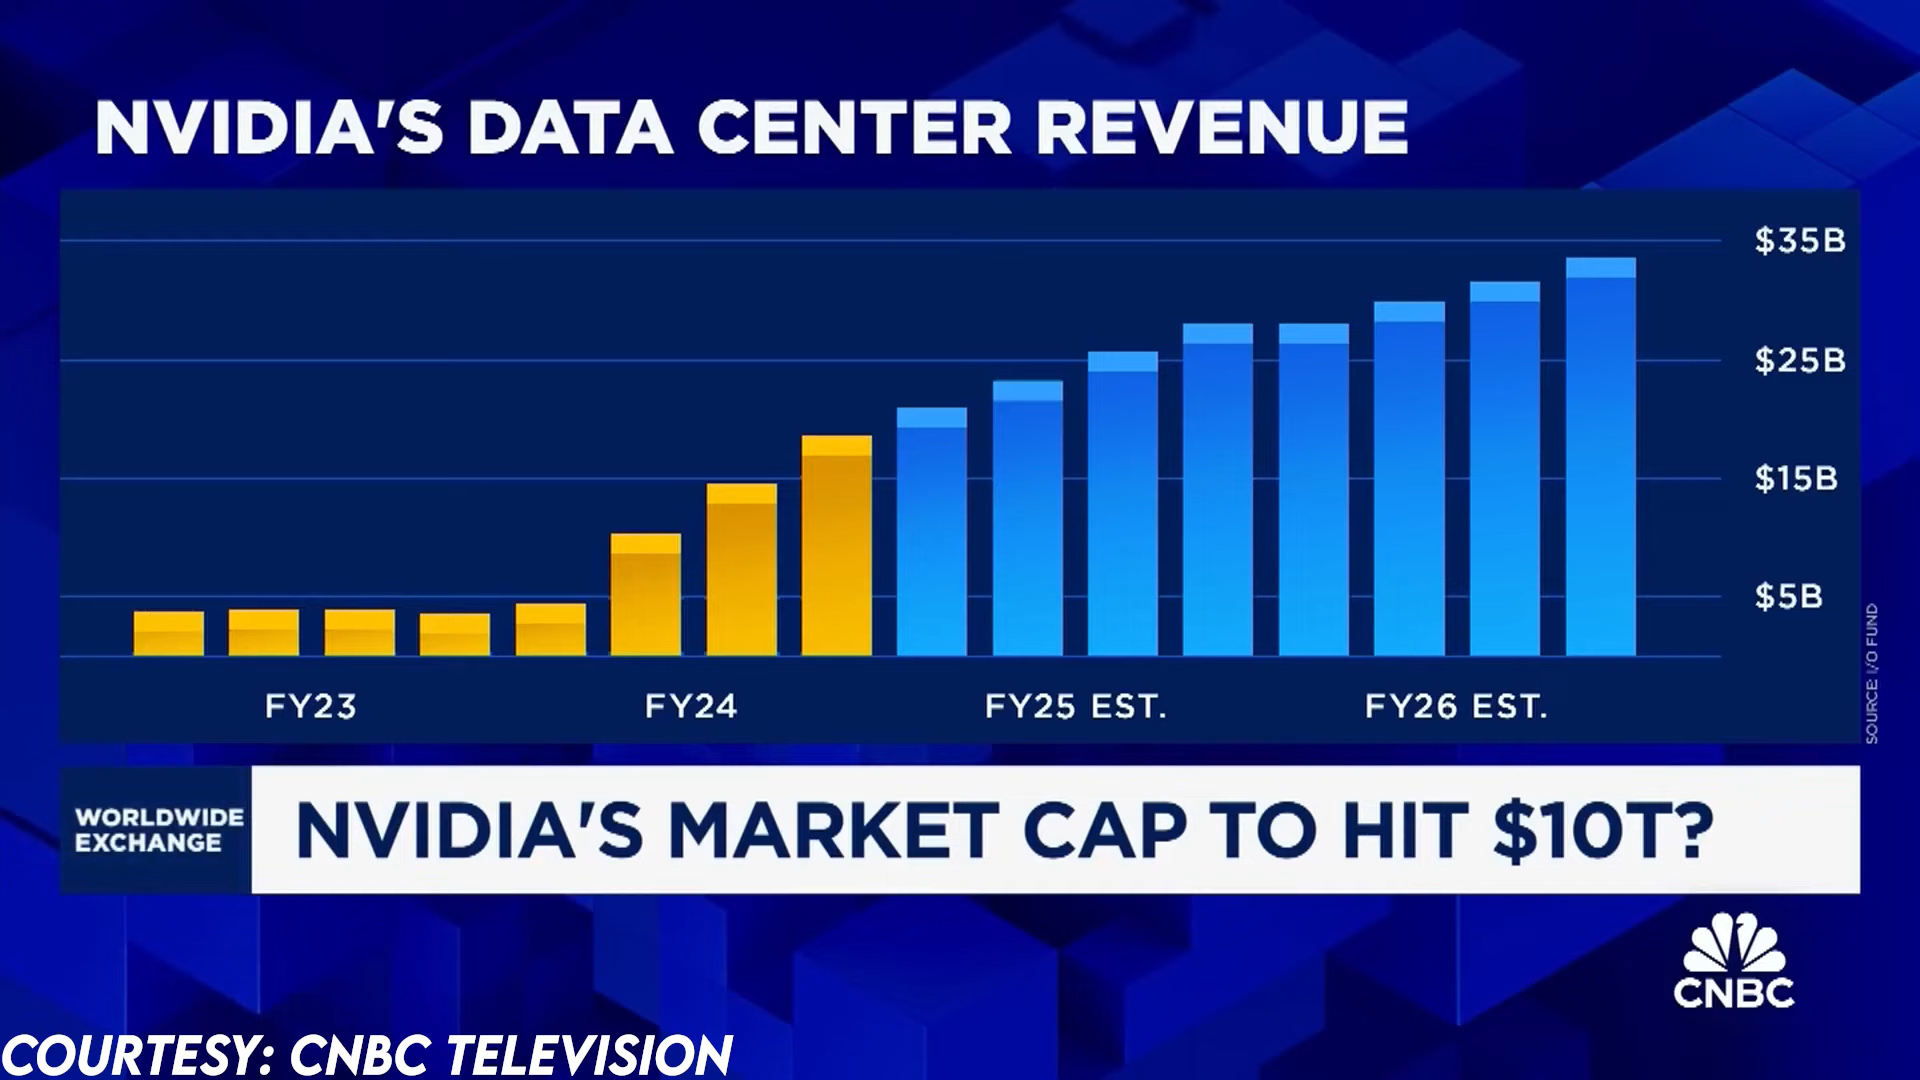 NVIDIA'S DATA CENTER REVENUE
$35B
$25B
$15B
$5B
FY23
FY24
FY25 EST.
FY26 EST.
SOURCE: I/O FUND
WORLDWIDE
EXCHANGE
NVIDIA'S MARKET CAP TO HIT $10T?
CNBC
COURTESY: CNBC TELEVISION